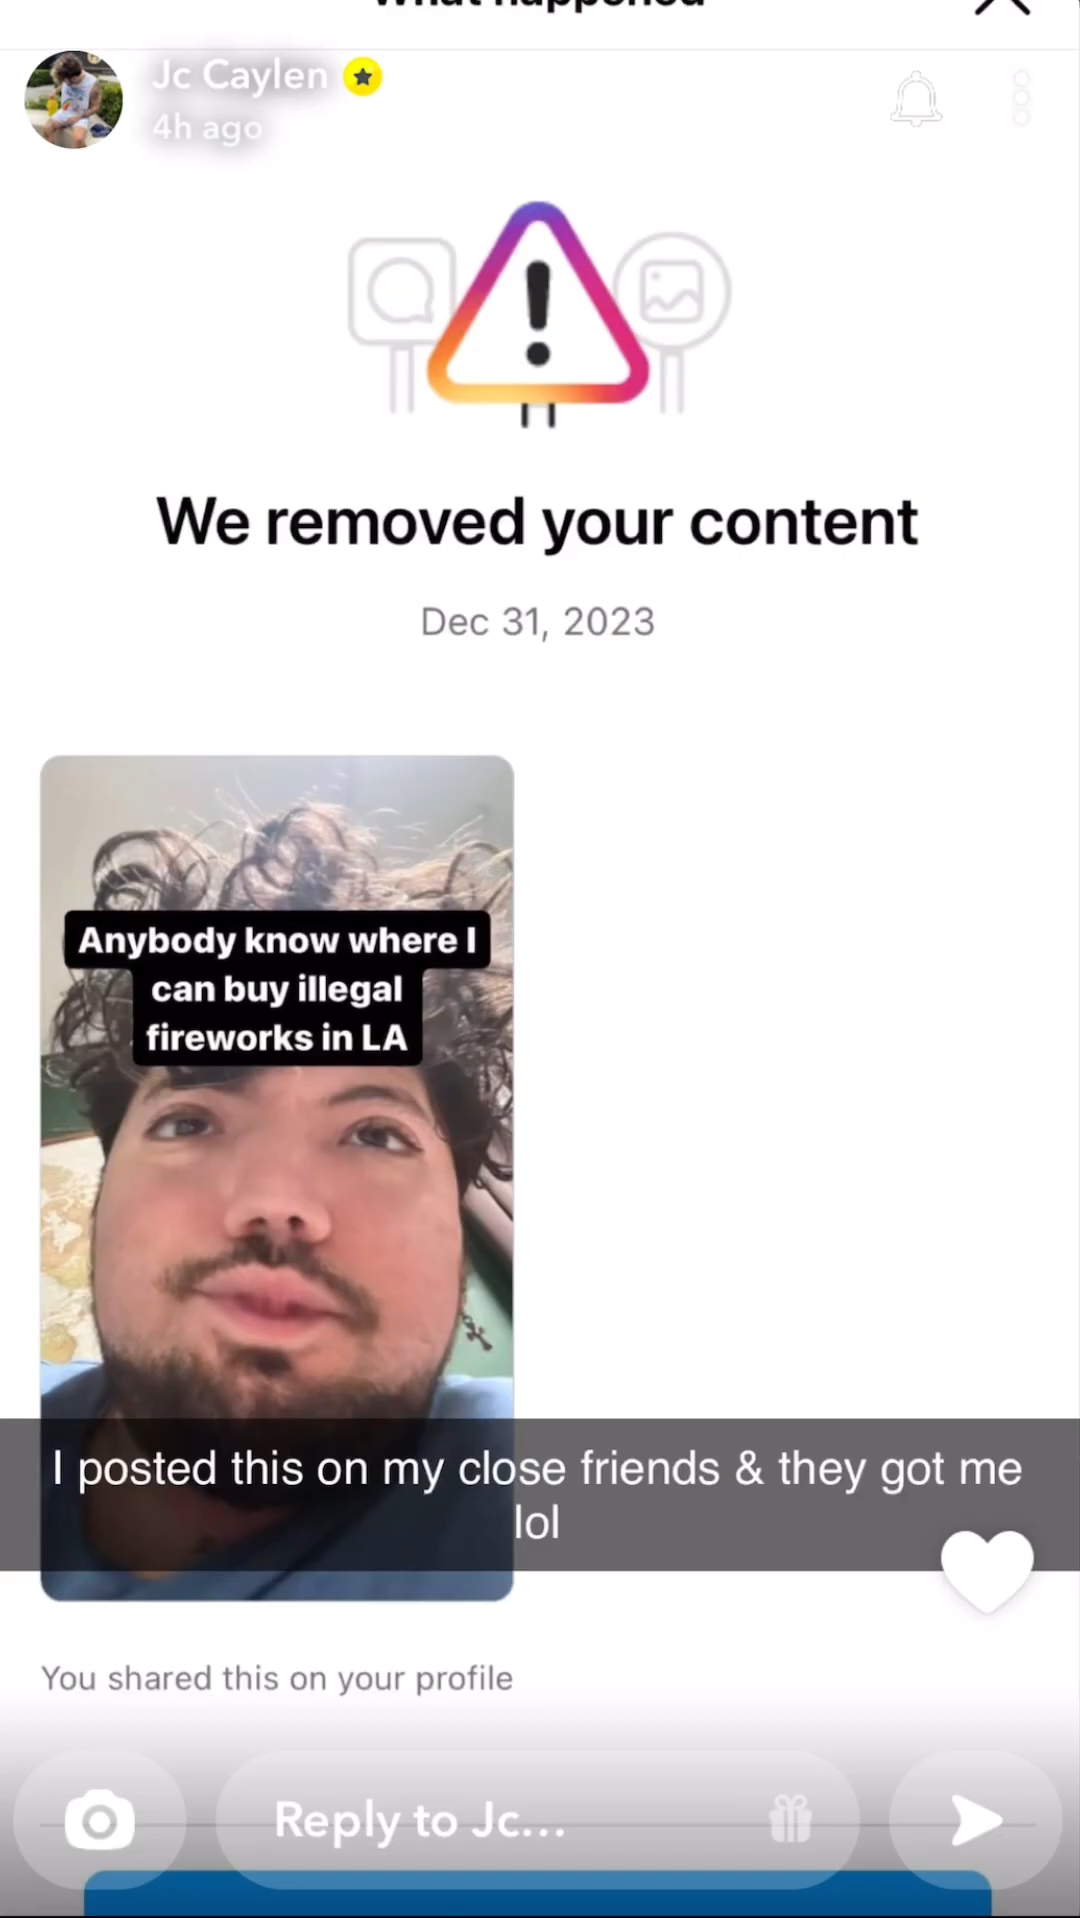 What happened
Jc Caylen
4h ago
We removed your content
Dec 31, 2023
Anybody know where I
can buy illegal
fireworks in LA
I posted this on my close friends & they got me
lol
You shared this on your profile
Reply to Jc...